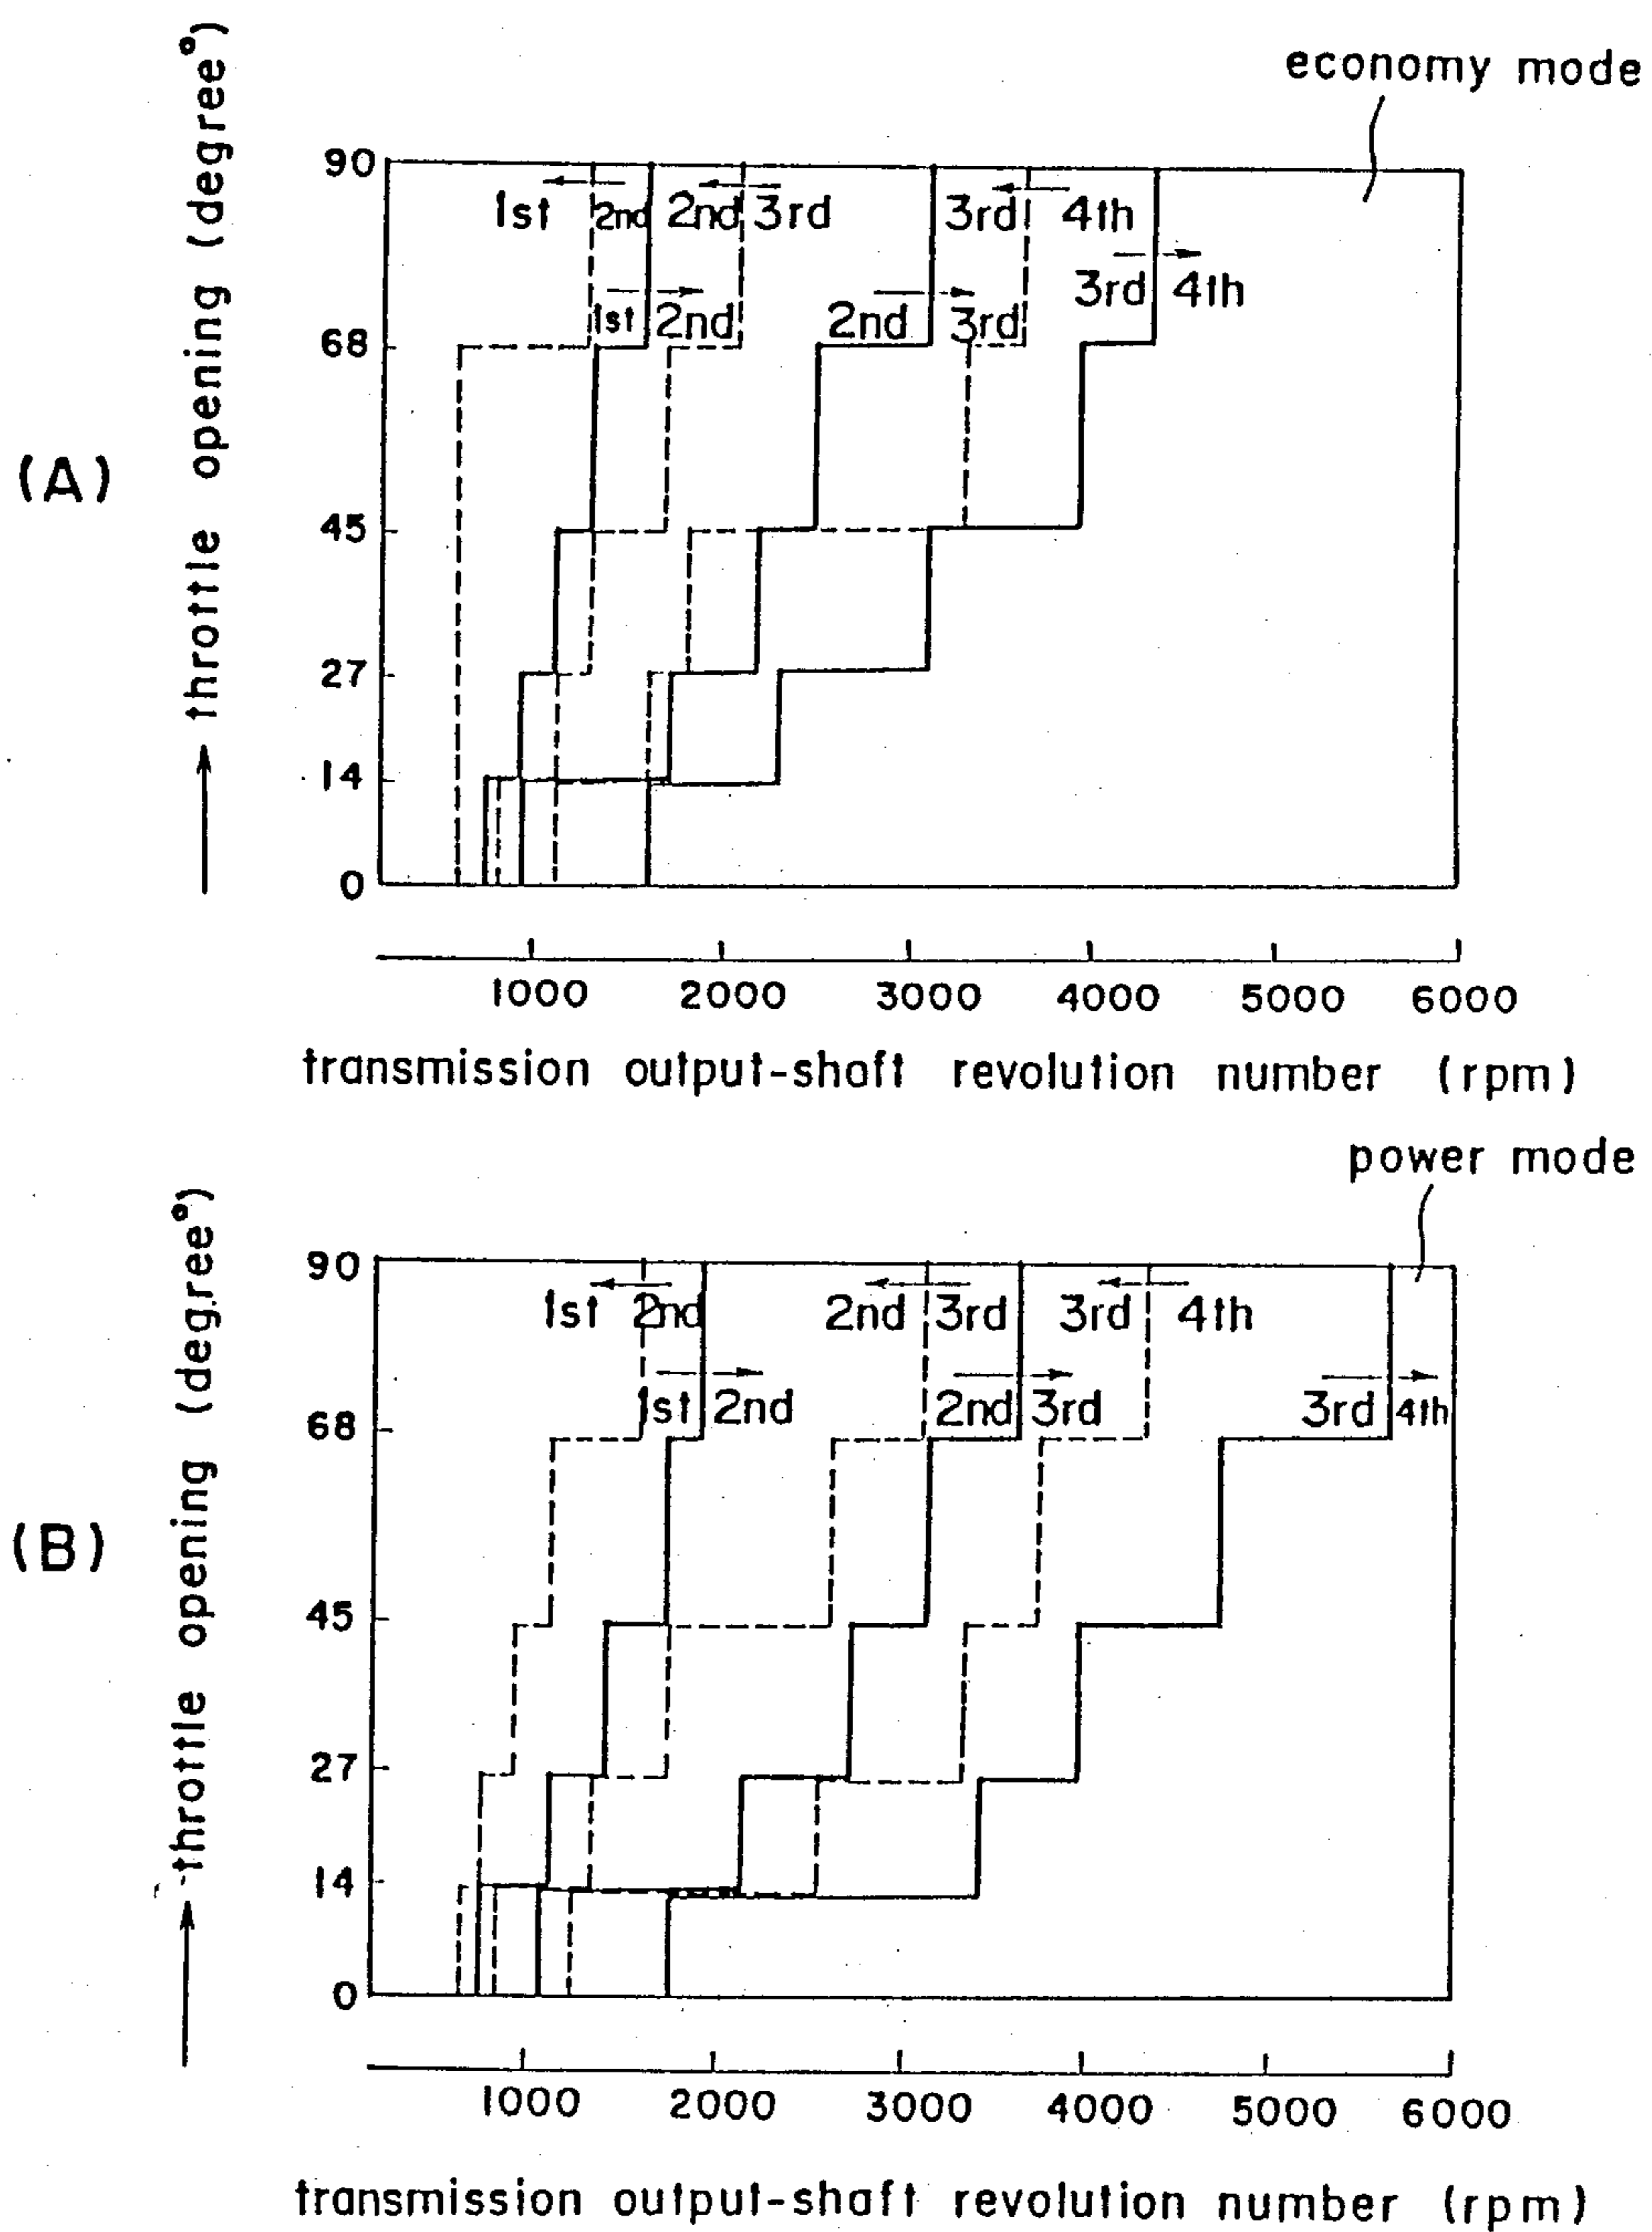 economy mode
(A)
throttle opening (degree°)
90
68
45
27
14
0
1st 2nd 2nd 3rd 3rd 4th
1st 2nd 2nd 3rd 3rd 4th
1000 2000 3000 4000 5000 6000
transmission output-shaft revolution number (rpm)
power mode
(B)
throttle opening (degree°)
90
68
45
27
14
0
1st 2nd 2nd 3rd 3rd 4th
1st 2nd 2nd 3rd 3rd 4th
1000 2000 3000 4000 5000 6000
transmission output-shaft revolution number (rpm)